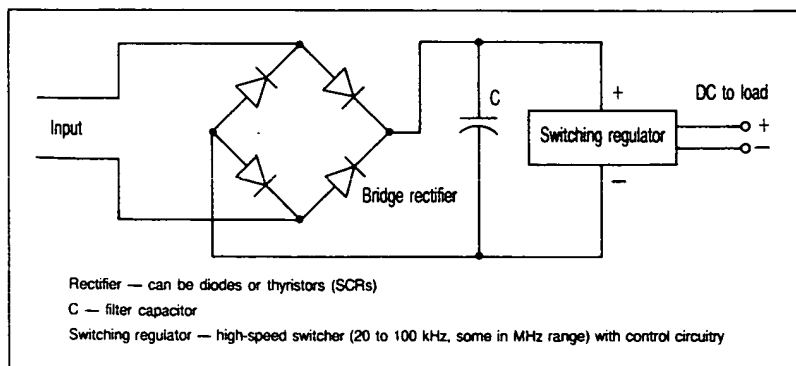 Input
Bridge rectifier
C
+
Switching regulator
−
DC to load
+
−
Rectifier — can be diodes or thyristors (SCRs)
C — filter capacitor
Switching regulator — high-speed switcher (20 to 100 kHz, some in MHz range) with control circuitry